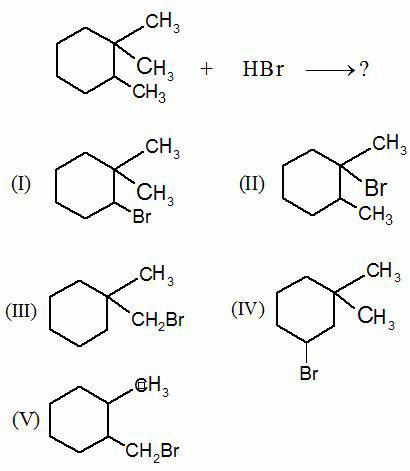 CH3
CH3 + HBr ⟶ ?
CH3
(I) CH3 CH3 Br
(II) CH3 Br CH3
(III) CH3 CH2Br
(IV) CH3 CH3 Br
(V) CH3 CH2Br